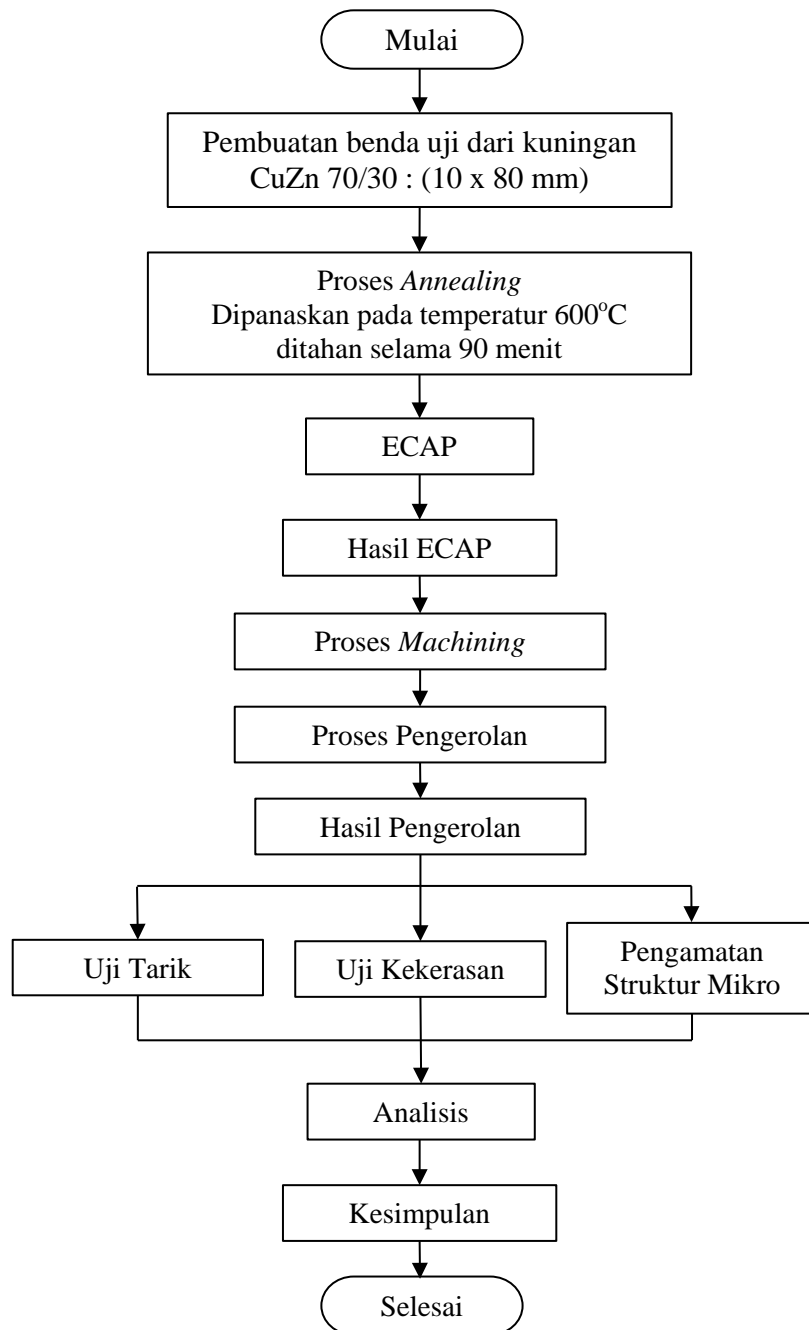 Mulai
Pembuatan benda uji dari kuningan
CuZn 70/30 : (10 x 80 mm)
Proses Annealing
Dipanaskan pada temperatur 600°C
ditahan selama 90 menit
ECAP
Hasil ECAP
Proses Machining
Proses Pengerolan
Hasil Pengerolan
Uji Tarik
Uji Kekerasan
Pengamatan
Struktur Mikro
Analisis
Kesimpulan
Selesai